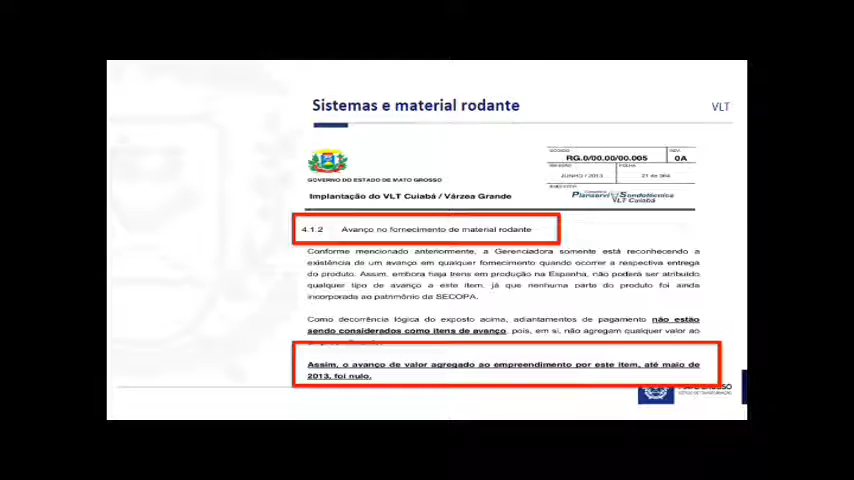 Sistemas e material rodante
VLT
GOVERNO DO ESTADO DE MATO GROSSO
Implantação do VLT Cuiabá / Várzea Grande
CÓDIGO
RG.0/00.00/00.005
REV.
0A
EMISSÃO
JUNHO / 2013
FOLHA
21 de 364
Planservi Sondotécnica
VLT Cuiabá
4.1.2 Avanço no fornecimento de material rodante
Conforme mencionado anteriormente, a Gerenciadora somente está reconhecendo a
existência de um avanço em qualquer fornecimento quando ocorrer a respectiva entrega
do produto. Assim, embora haja trens em produção na Espanha, não poderá ser atribuído
qualquer tipo de avanço a este item, já que nenhuma parte do produto foi ainda
incorporada ao patrimônio da SECOPA.
Como decorrência lógica do exposto acima, adiantamentos de pagamento não estão
sendo considerados como itens de avanço, pois, em si, não agregam qualquer valor ao
Assim, o avanço de valor agregado ao empreendimento por este item, até maio de
2013, foi nulo.